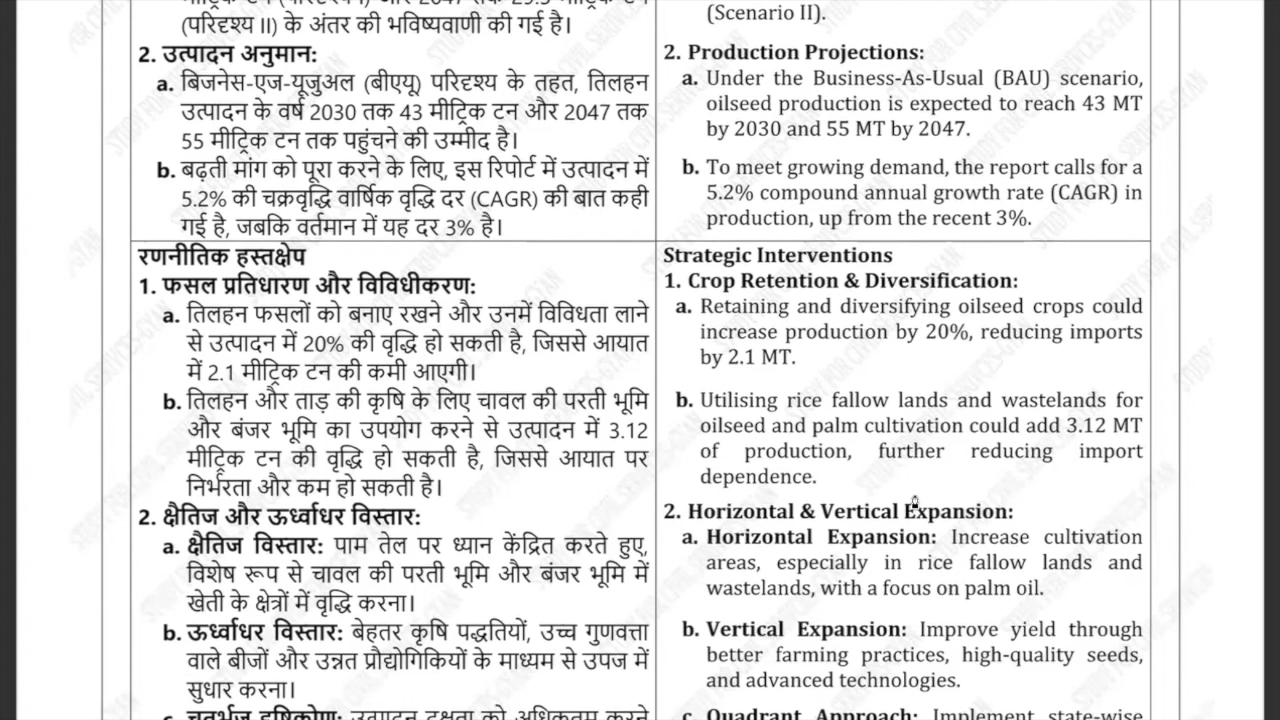 (परिदृश्य II) के अंतर की भविष्यवाणी की गई है।
2. उत्पादन अनुमान:
a. बिजनेस-एज-यूजुअल (बीएयू) परिदृश्य के तहत, तिलहन
उत्पादन के वर्ष 2030 तक 43 मीट्रिक टन और 2047 तक
55 मीट्रिक टन तक पहुंचने की उम्मीद है।
b. बढ़ती मांग को पूरा करने के लिए, इस रिपोर्ट में उत्पादन में
5.2% की चक्रवृद्धि वार्षिक वृद्धि दर (CAGR) की बात कही
गई है, जबकि वर्तमान में यह दर 3% है।
रणनीतिक हस्तक्षेप
1. फसल प्रतिधारण और विविधीकरण:
a. तिलहन फसलों को बनाए रखने और उनमें विविधता लाने
से उत्पादन में 20% की वृद्धि हो सकती है, जिससे आयात
में 2.1 मीट्रिक टन की कमी आएगी।
b. तिलहन और ताड़ की कृषि के लिए चावल की परती भूमि
और बंजर भूमि का उपयोग करने से उत्पादन में 3.12
मीट्रिक टन की वृद्धि हो सकती है, जिससे आयात पर
निर्भरता और कम हो सकती है।
2. क्षैतिज और ऊर्ध्वाधर विस्तार:
a. क्षैतिज विस्तार: पाम तेल पर ध्यान केंद्रित करते हुए,
विशेष रूप से चावल की परती भूमि और बंजर भूमि में
खेती के क्षेत्रों में वृद्धि करना।
b. ऊर्ध्वाधर विस्तार: बेहतर कृषि पद्धतियों, उच्च गुणवत्ता
वाले बीजों और उन्नत प्रौद्योगिकियों के माध्यम से उपज में
सुधार करना।
(Scenario II).
2. Production Projections:
a. Under the Business-As-Usual (BAU) scenario,
oilseed production is expected to reach 43 MT
by 2030 and 55 MT by 2047.
b. To meet growing demand, the report calls for a
5.2% compound annual growth rate (CAGR) in
production, up from the recent 3%.
Strategic Interventions
1. Crop Retention & Diversification:
a. Retaining and diversifying oilseed crops could
increase production by 20%, reducing imports
by 2.1 MT.
b. Utilising rice fallow lands and wastelands for
oilseed and palm cultivation could add 3.12 MT
of production, further reducing import
dependence.
2. Horizontal & Vertical Expansion:
a. Horizontal Expansion: Increase cultivation
areas, especially in rice fallow lands and
wastelands, with a focus on palm oil.
b. Vertical Expansion: Improve yield through
better farming practices, high-quality seeds,
and advanced technologies.
c. Quadrant Approach: Implement state-wise